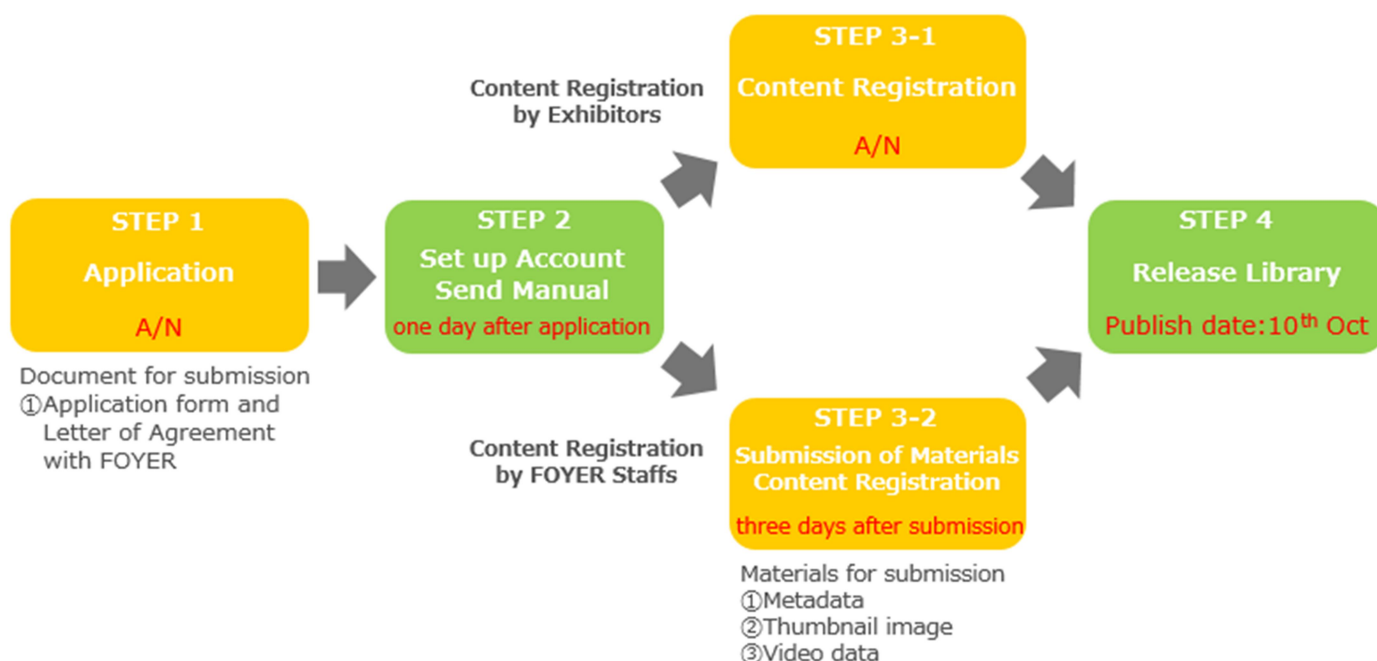 STEP 1
Application
A/N
Document for submission
①Application form and
Letter of Agreement
with FOYER
STEP 2
Set up Account
Send Manual
one day after application
Content Registration
by Exhibitors
STEP 3-1
Content Registration
A/N
Content Registration
by FOYER Staffs
STEP 3-2
Submission of Materials
Content Registration
three days after submission
Materials for submission
①Metadata
②Thumbnail image
③Video data
STEP 4
Release Library
Publish date:10th Oct